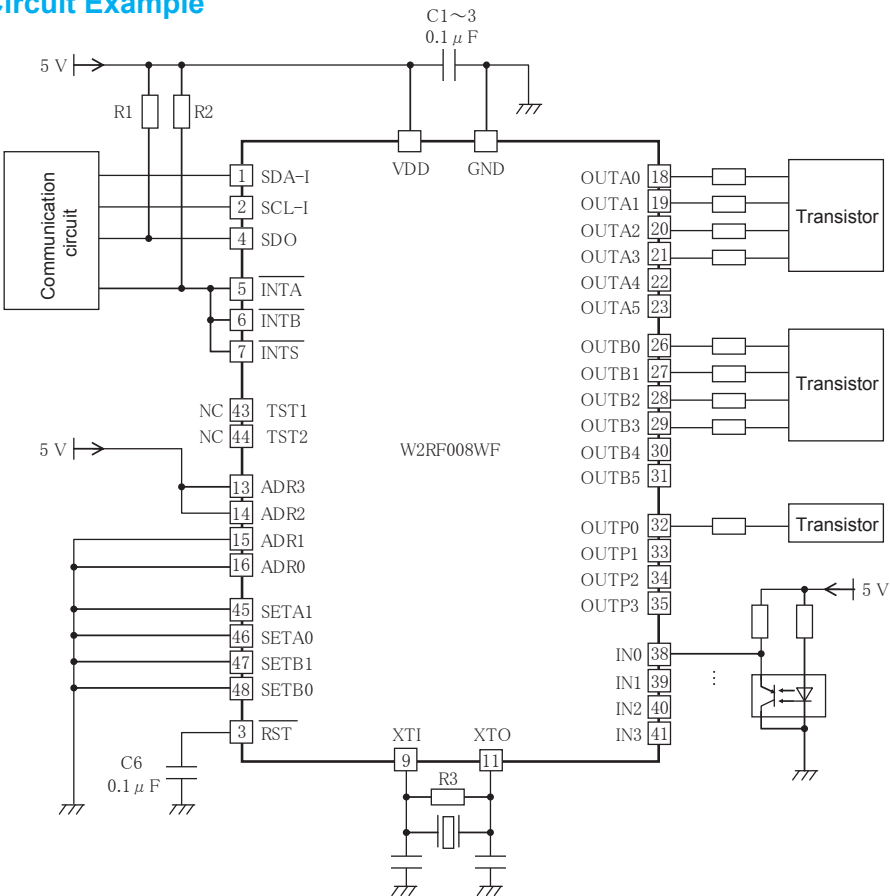 Circuit Example
C1～3
0.1 μ F
5 V
R1
R2
VDD
GND
Communication
circuit
1 SDA-I
2 SCL-I
4 SDO
5 INTA
6 INTB
7 INTS
NC 43 TST1
NC 44 TST2
5 V
13 ADR3
14 ADR2
15 ADR1
16 ADR0
45 SETA1
46 SETA0
47 SETB1
48 SETB0
3 RST
C6
0.1 μ F
W2RF008WF
XTI
XTO
9
11
R3
OUTA0 18
OUTA1 19
OUTA2 20
OUTA3 21
OUTA4 22
OUTA5 23
Transistor
OUTB0 26
OUTB1 27
OUTB2 28
OUTB3 29
OUTB4 30
OUTB5 31
Transistor
OUTP0 32
OUTP1 33
OUTP2 34
OUTP3 35
Transistor
5 V
IN0 38
IN1 39
IN2 40
IN3 41
⋮